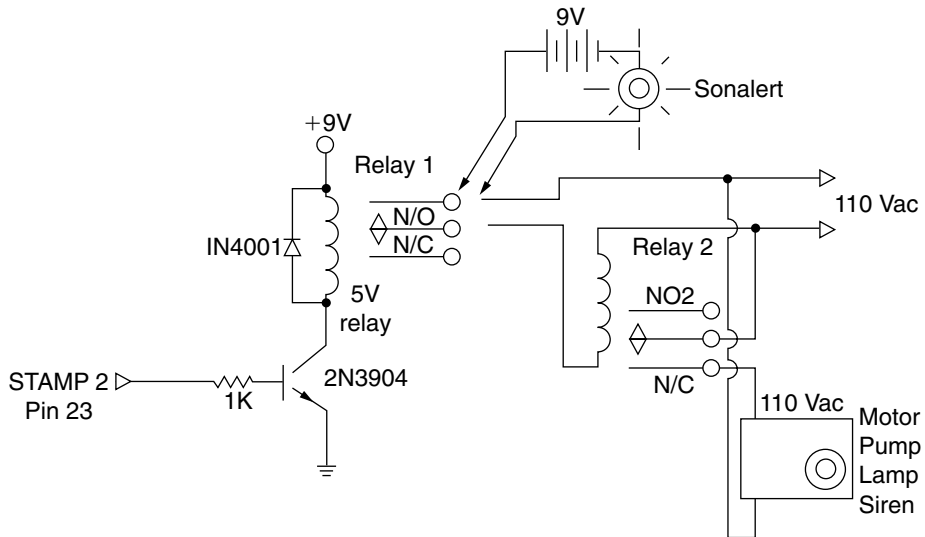 9V
Sonalert
+9V
Relay 1
110 Vac
N/O
N/C
IN4001
Relay 2
5V
relay
NO2
N/C
STAMP 2
Pin 23
1K
2N3904
110 Vac
Motor
Pump
Lamp
Siren